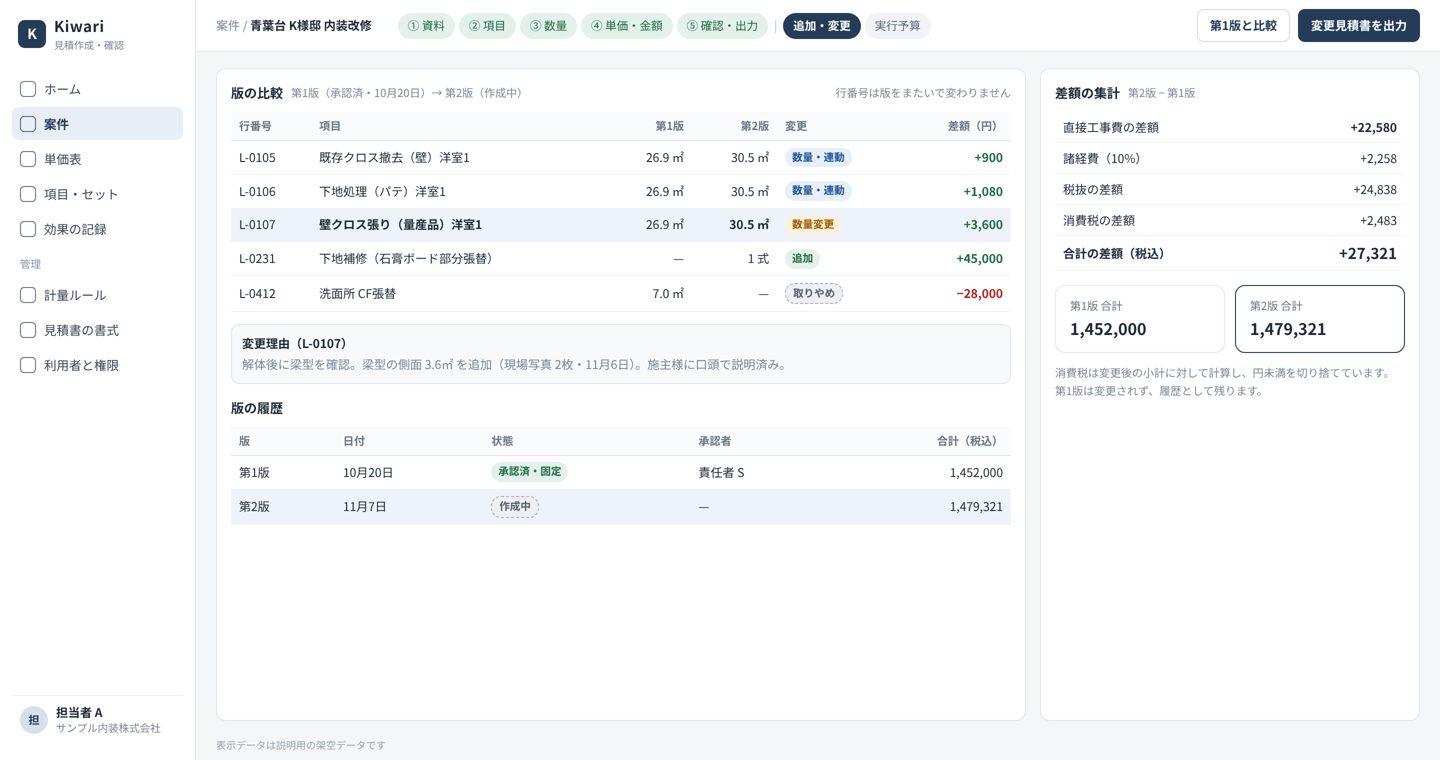 K
Kiwari
見積作成・確認
ホーム
案件
単価表
項目・セット
効果の記録
管理
計量ルール
見積書の書式
利用者と権限
担
担当者 A
サンプル内装株式会社
案件 / 青葉台 K様邸 内装改修
① 資料
② 項目
③ 数量
④ 単価・金額
⑤ 確認・出力
追加・変更
実行予算
第1版と比較
変更見積書を出力
版の比較 第1版（承認済・10月20日）→ 第2版（作成中） 行番号は版をまたいで変わりません
行番号 項目 第1版 第2版 変更 差額（円）
L-0105 既存クロス撤去（壁）洋室1 26.9 ㎡ 30.5 ㎡ 数量・連動 +900
L-0106 下地処理（パテ）洋室1 26.9 ㎡ 30.5 ㎡ 数量・連動 +1,080
L-0107 壁クロス張り（量産品）洋室1 26.9 ㎡ 30.5 ㎡ 数量変更 +3,600
L-0231 下地補修（石膏ボード部分張替） — 1 式 追加 +45,000
L-0412 洗面所 CF張替 7.0 ㎡ — 取りやめ −28,000
変更理由（L-0107）
解体後に梁型を確認。梁型の側面 3.6㎡ を追加（現場写真 2枚・11月6日）。施主様に口頭で説明済み。
版の履歴
版 日付 状態 承認者 合計（税込）
第1版 10月20日 承認済・固定 責任者 S 1,452,000
第2版 11月7日 作成中 — 1,479,321
差額の集計 第2版 − 第1版
直接工事費の差額 +22,580
諸経費（10%） +2,258
税抜の差額 +24,838
消費税の差額 +2,483
合計の差額（税込） +27,321
第1版 合計
1,452,000
第2版 合計
1,479,321
消費税は変更後の小計に対して計算し、円未満を切り捨てています。
第1版は変更されず、履歴として残ります。
表示データは説明用の架空データです